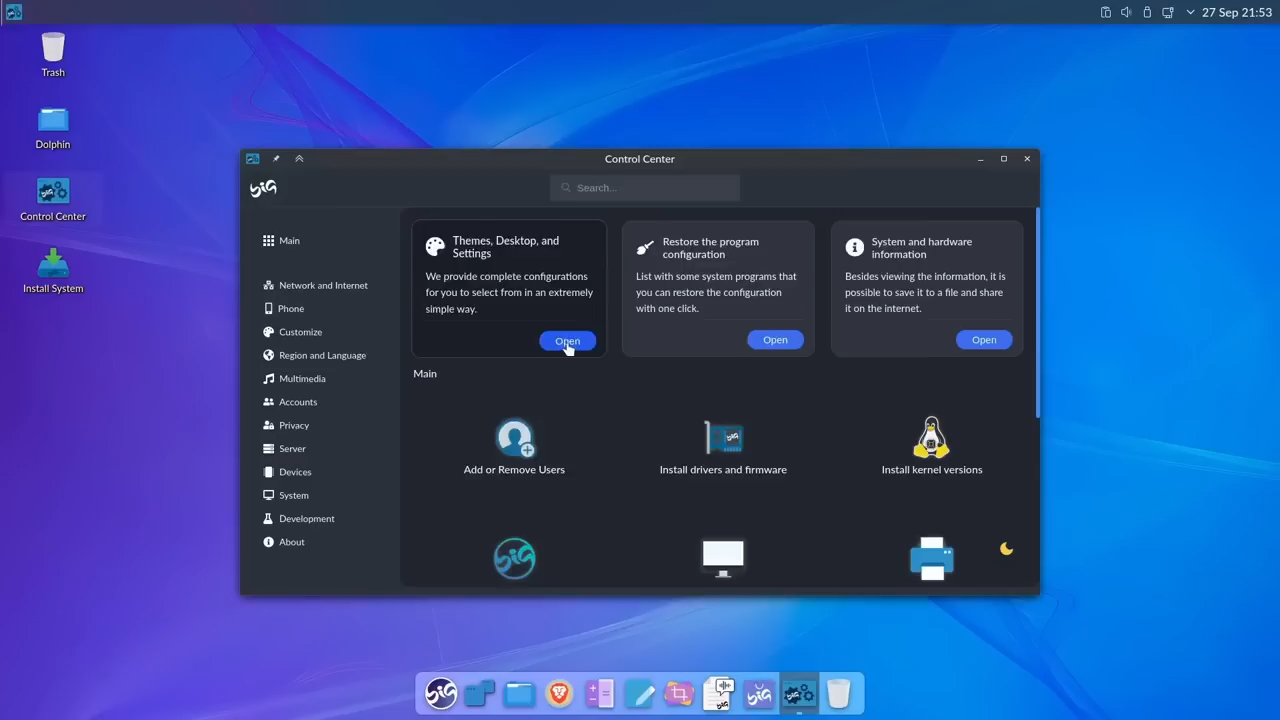 27 Sep 21:53
Trash
Dolphin
Control Center
Install System
Control Center
big
Search...
Main
Network and Internet
Phone
Customize
Region and Language
Multimedia
Accounts
Privacy
Server
Devices
System
Development
About
Themes, Desktop, and
Settings
We provide complete configurations
for you to select from in an extremely
simple way.
Open
Restore the program
configuration
List with some system programs that
you can restore the configuration
with one click.
Open
System and hardware
information
Besides viewing the information, it is
possible to save it to a file and share
it on the internet.
Open
Main
Add or Remove Users
Install drivers and firmware
Install kernel versions
big
big
big